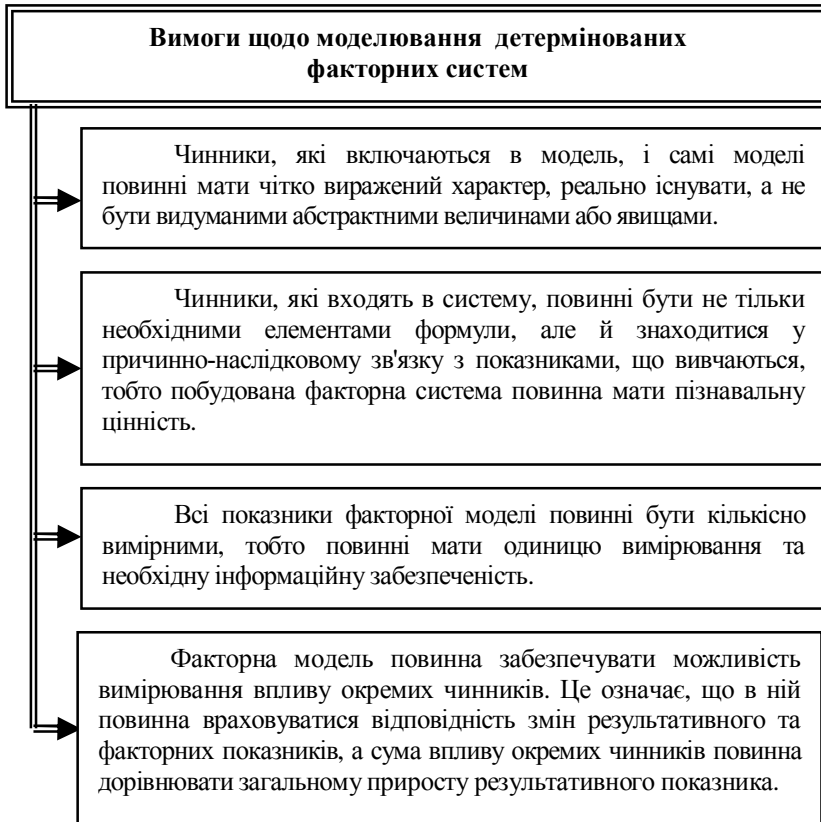 Вимоги щодо моделювання детермінованих
факторних систем
Чинники, які включаються в модель, і самі моделі
повинні мати чітко виражений характер, реально існувати, а не
бути видуманими абстрактними величинами або явищами.
Чинники, які входять в систему, повинні бути не тільки
необхідними елементами формули, але й знаходитися у
причинно-наслідковому зв'язку з показниками, що вивчаються,
тобто побудована факторна система повинна мати пізнавальну
цінність.
Всі показники факторної моделі повинні бути кількісно
вимірними, тобто повинні мати одиницю вимірювання та
необхідну інформаційну забезпеченість.
Факторна модель повинна забезпечувати можливість
вимірювання впливу окремих чинників. Це означає, що в ній
повинна враховуватися відповідність змін результативного та
факторних показників, а сума впливу окремих чинників повинна
дорівнювати загальному приросту результативного показника.